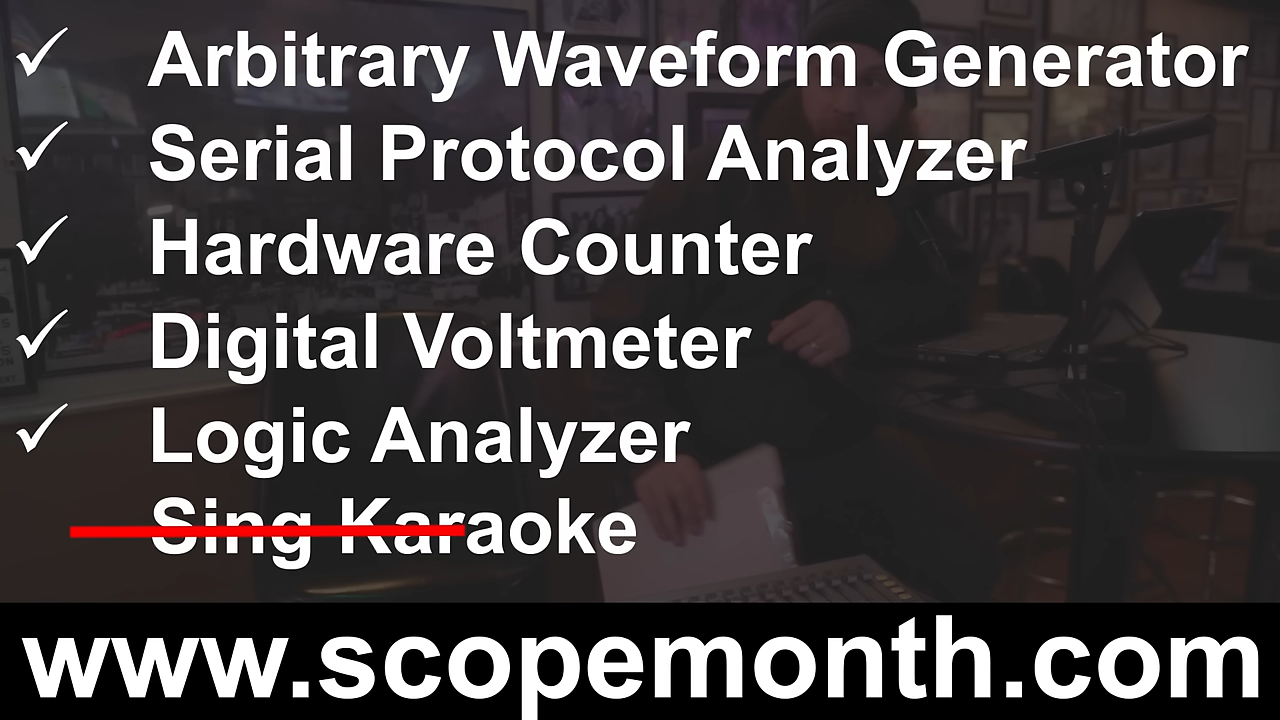 ✓ Arbitrary Waveform Generator
✓ Serial Protocol Analyzer
✓ Hardware Counter
✓ Digital Voltmeter
✓ Logic Analyzer
Sing Karaoke
www.scopemonth.com